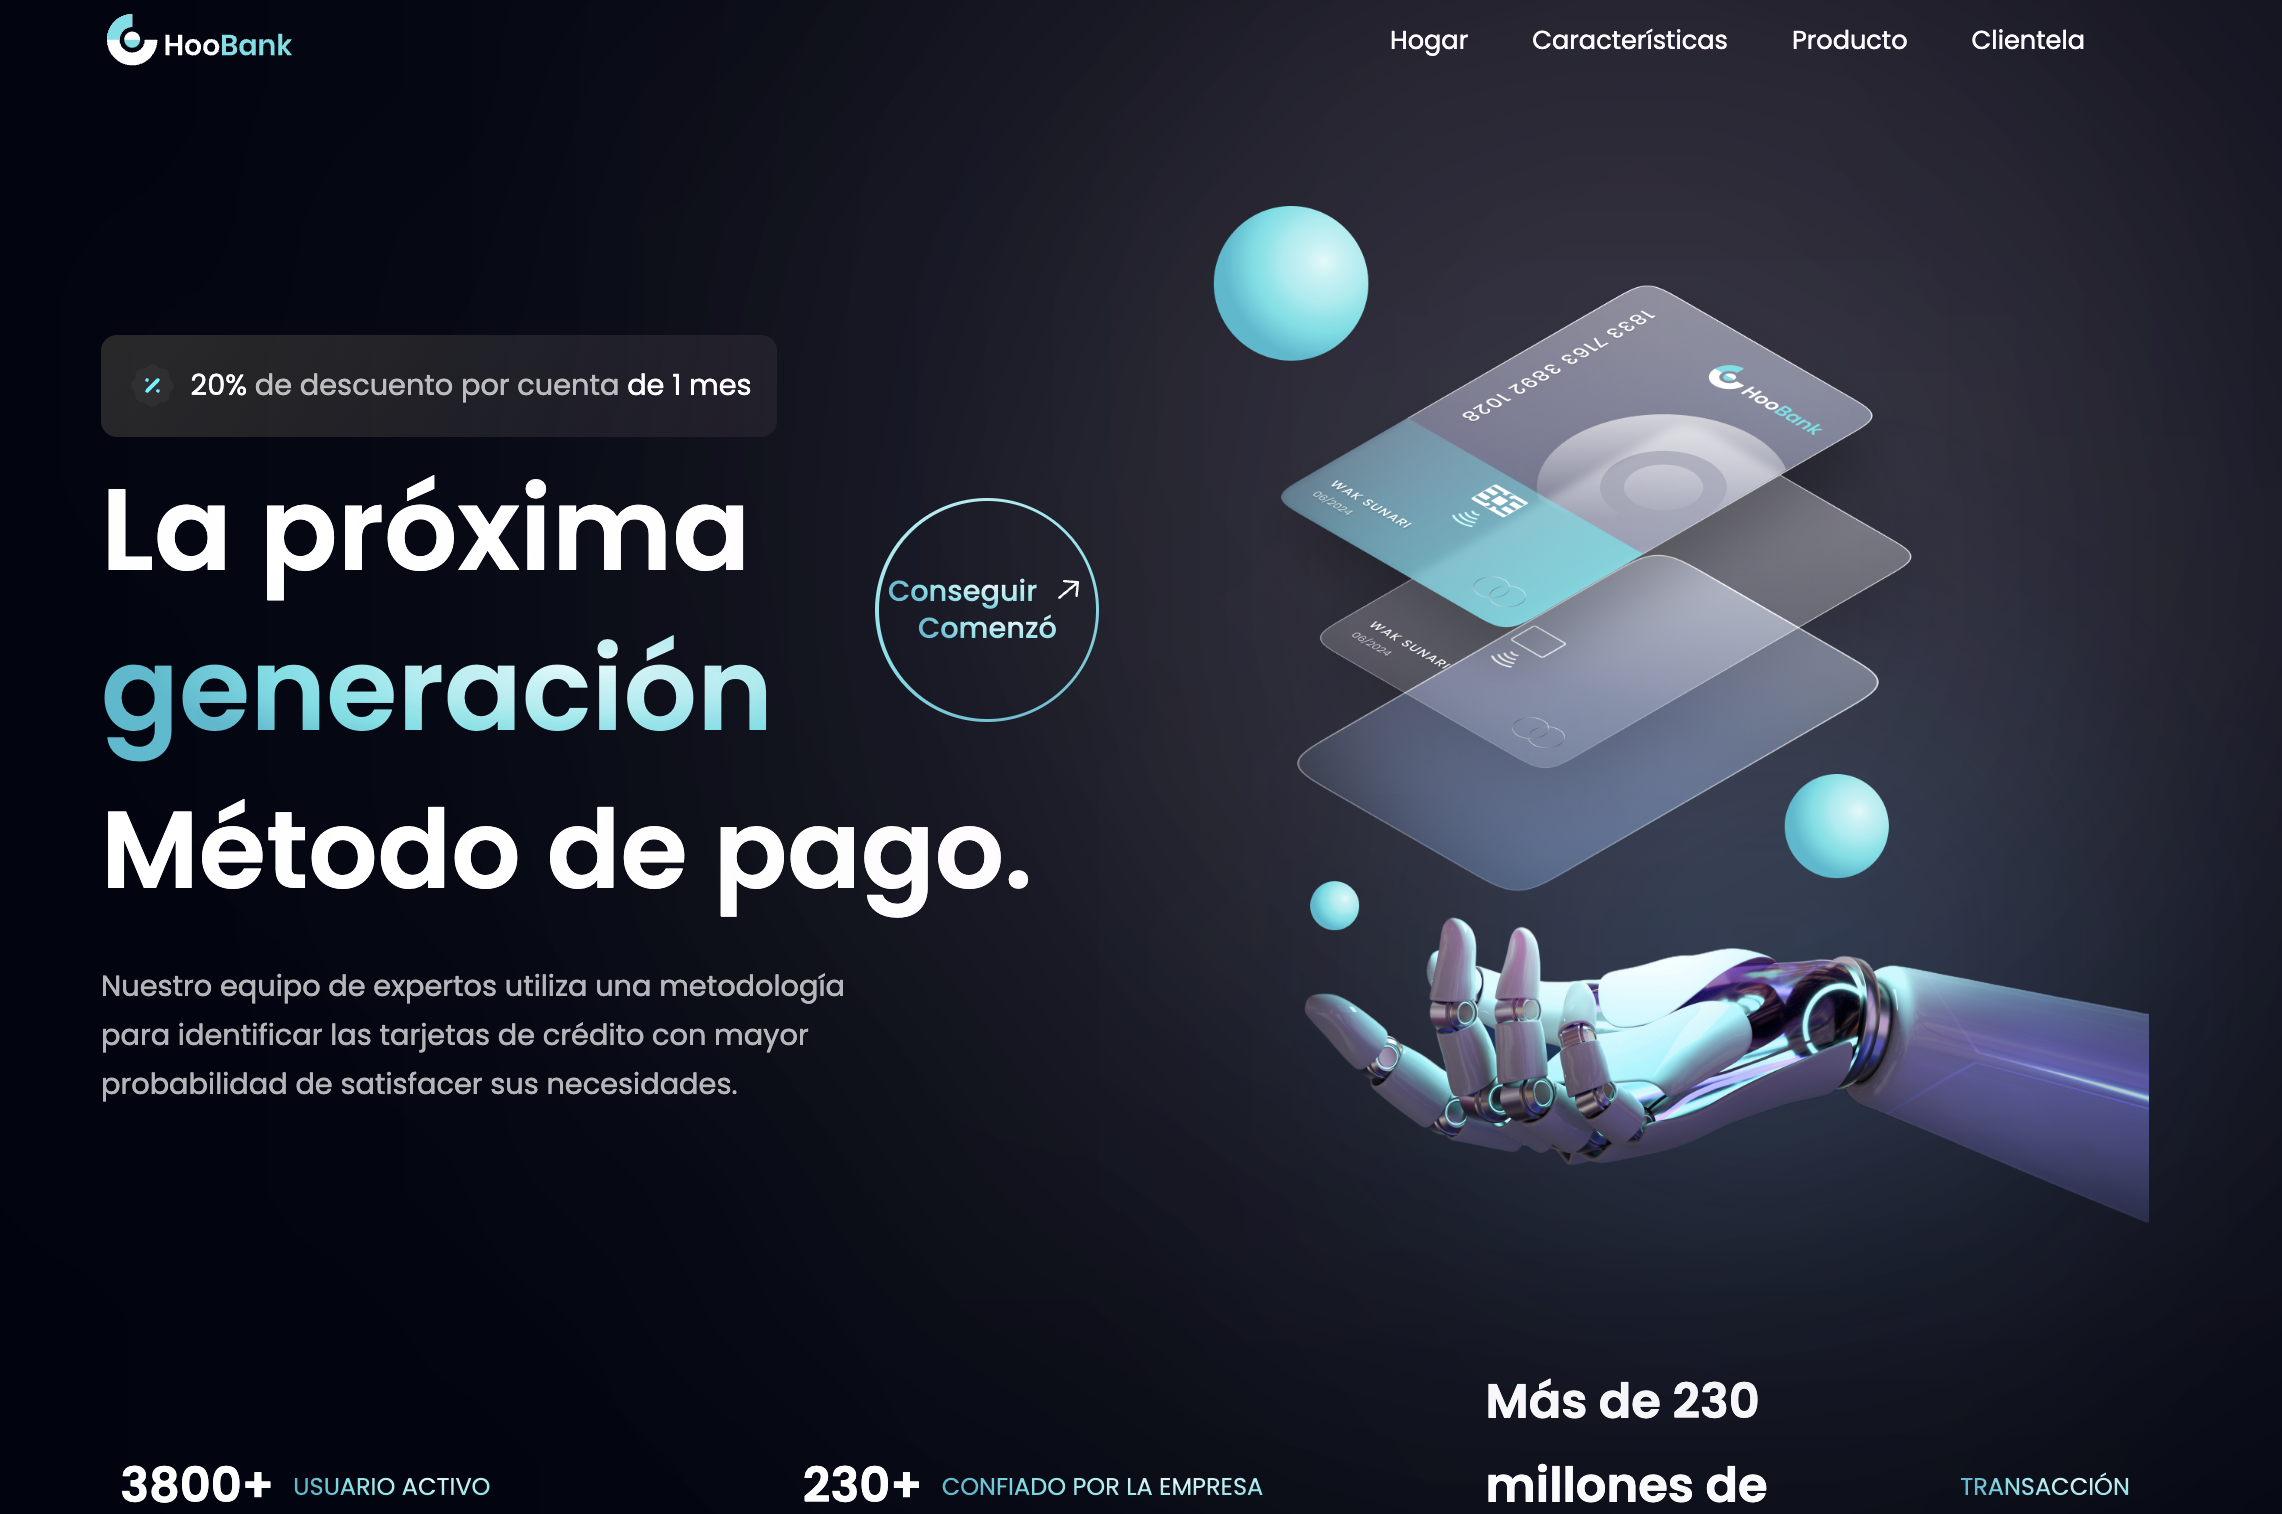 HooBank
Hogar
Características
Producto
Clientela
20% de descuento por cuenta de 1 mes
La próxima
generación
Método de pago.
Conseguir
Comenzó
Nuestro equipo de expertos utiliza una metodología
para identificar las tarjetas de crédito con mayor
probabilidad de satisfacer sus necesidades.
1833 7163 3892 1028
HooBank
WAK SUNARI
06/2024
WAK SUNARI
06/2024
3800+ USUARIO ACTIVO
230+ CONFIADO POR LA EMPRESA
Más de 230
millones de
TRANSACCIÓN